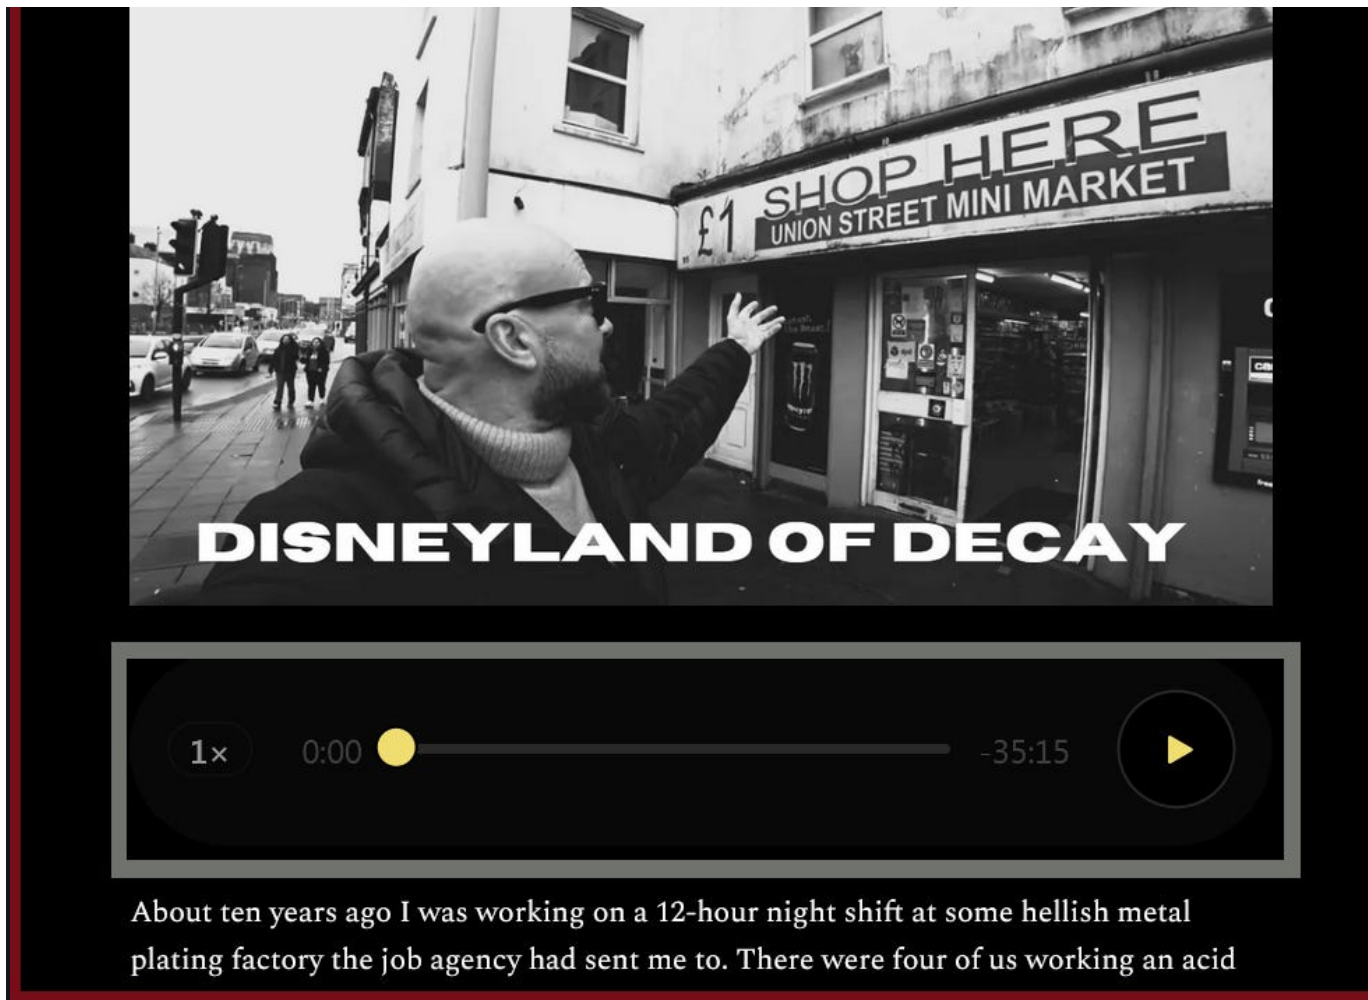 £1 SHOP HERE
UNION STREET MINI MARKET
DISNEYLAND OF DECAY
1×
0:00
-35:15
About ten years ago I was working on a 12-hour night shift at some hellish metal
plating factory the job agency had sent me to. There were four of us working an acid